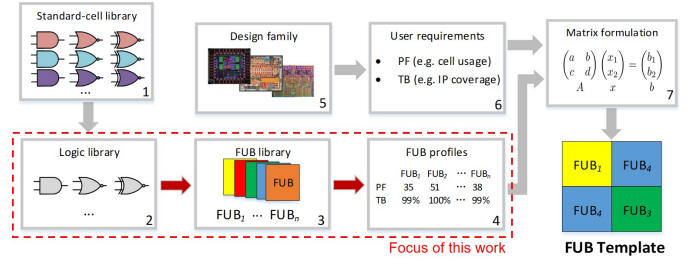 Standard-cell library
...
1
Design family
5
User requirements
• PF (e.g. cell usage)
• TB (e.g. IP coverage)
6
Matrix formulation
(a b) (x₁) = (b₁)
(c d) (x₂) (b₂)
A x b
7
Logic library
...
2
FUB library
FUB
FUB₁ ... FUBₙ
3
FUB profiles
FUB₁ FUB₂ ... FUBₙ
PF 35 51 ... 38
TB 99% 100% ... 99%
4
Focus of this work
FUB₁ FUB₄
FUB₄ FUB₃
FUB Template